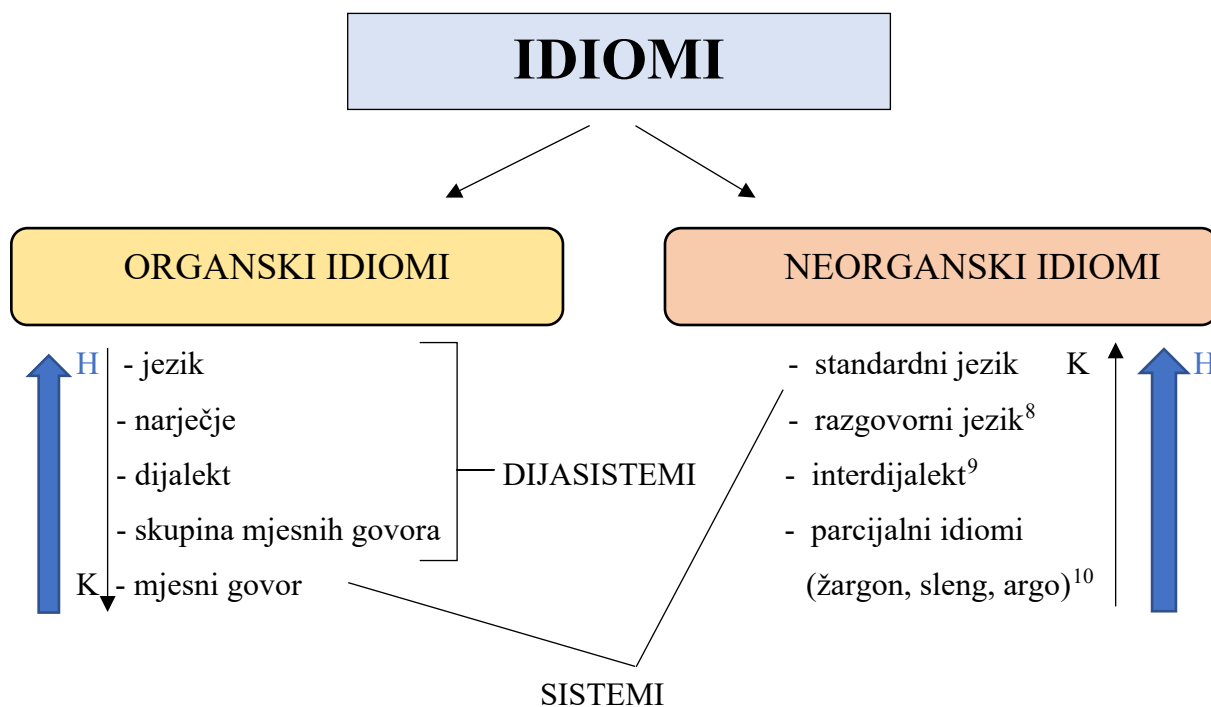 IDIOMI
ORGANSKI IDIOMI
NEORGANSKI IDIOMI
H - jezik
- narječje
- dijalekt
- skupina mjesnih govora
K - mjesni govor
DIJASISTEMI
- standardni jezik K H
- razgovorni jezik⁸
- interdijalekt⁹
- parcijalni idiomi
(žargon, sleng, argo)¹⁰
SISTEMI